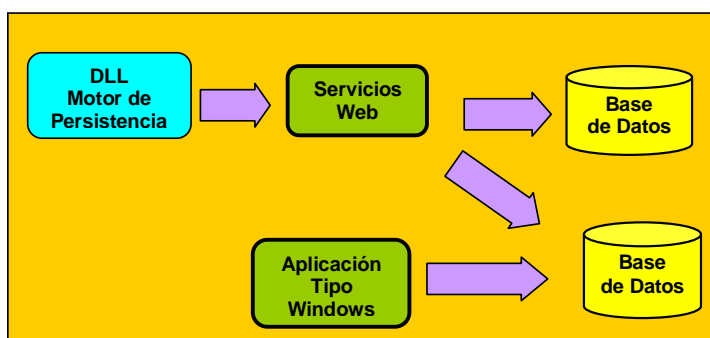 DLL
Motor de
Persistencia
Servicios
Web
Base
de Datos
Aplicación
Tipo
Windows
Base
de Datos